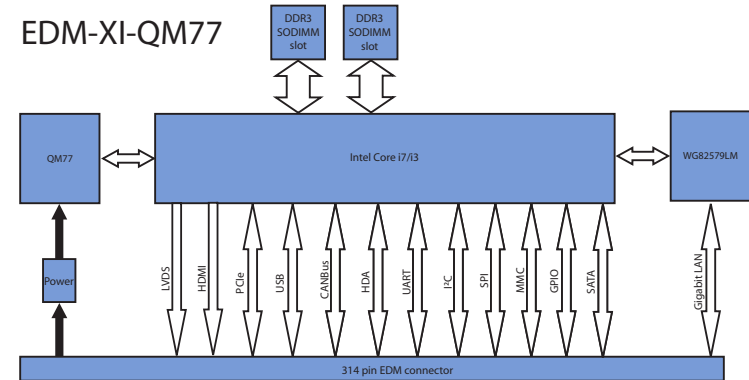 EDM-XI-QM77
DDR3
SODIMM
slot
DDR3
SODIMM
slot
QM77
Intel Core i7/i3
WG82579LM
Power
LVDS
HDMI
PCIe
USB
CANBus
HDA
UART
I²C
SPI
MMC
GPIO
SATA
Gigabit LAN
314 pin EDM connector